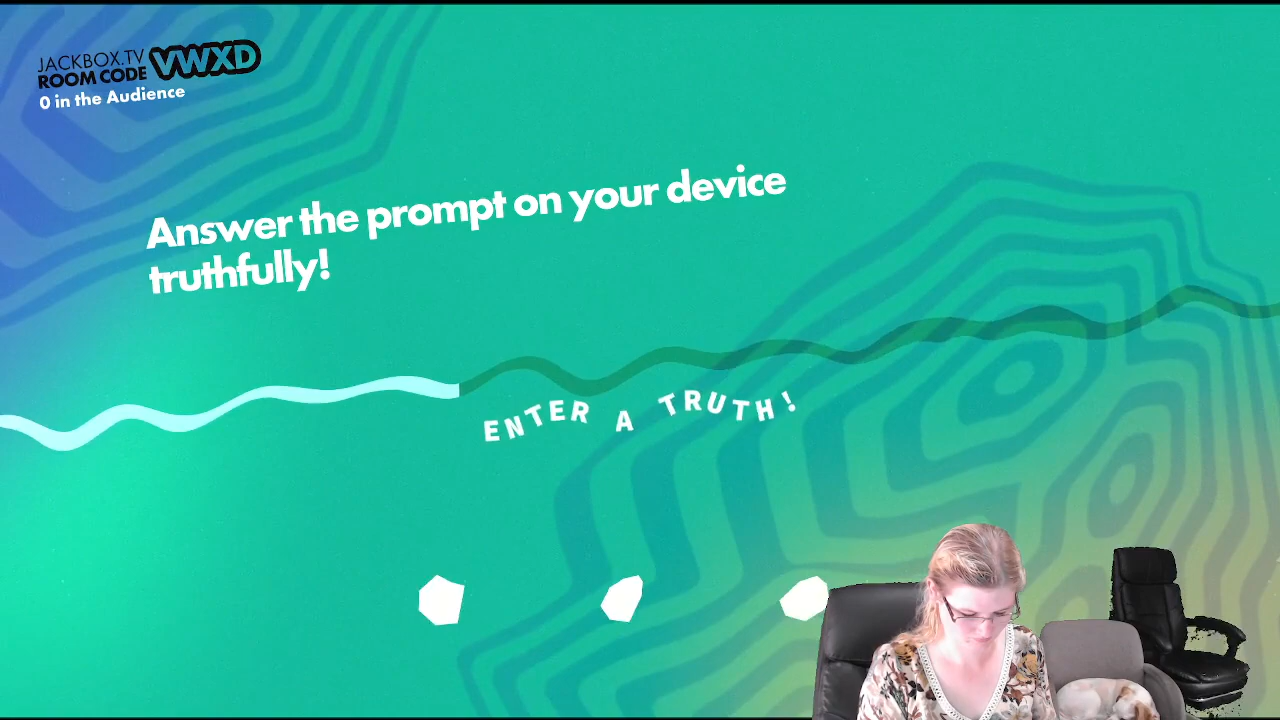 JACKBOX.TV
ROOM CODE VWXD
0 in the Audience
Answer the prompt on your device
truthfully!
ENTER A TRUTH!